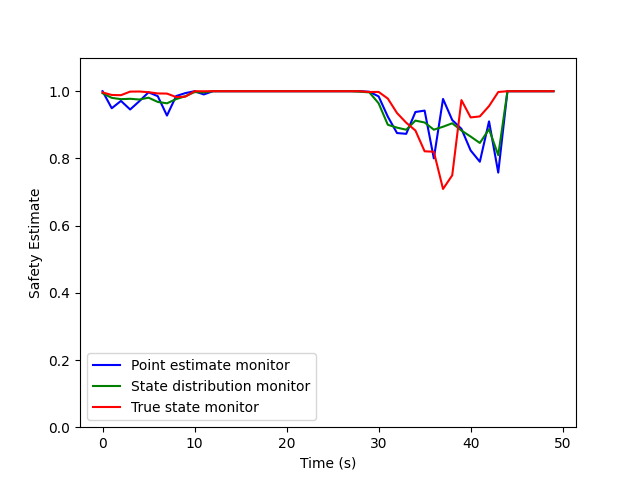 1.0
0.8
0.6
0.4
0.2
0.0
Safety Estimate
Point estimate monitor
State distribution monitor
True state monitor
0 10 20 30 40 50
Time (s)